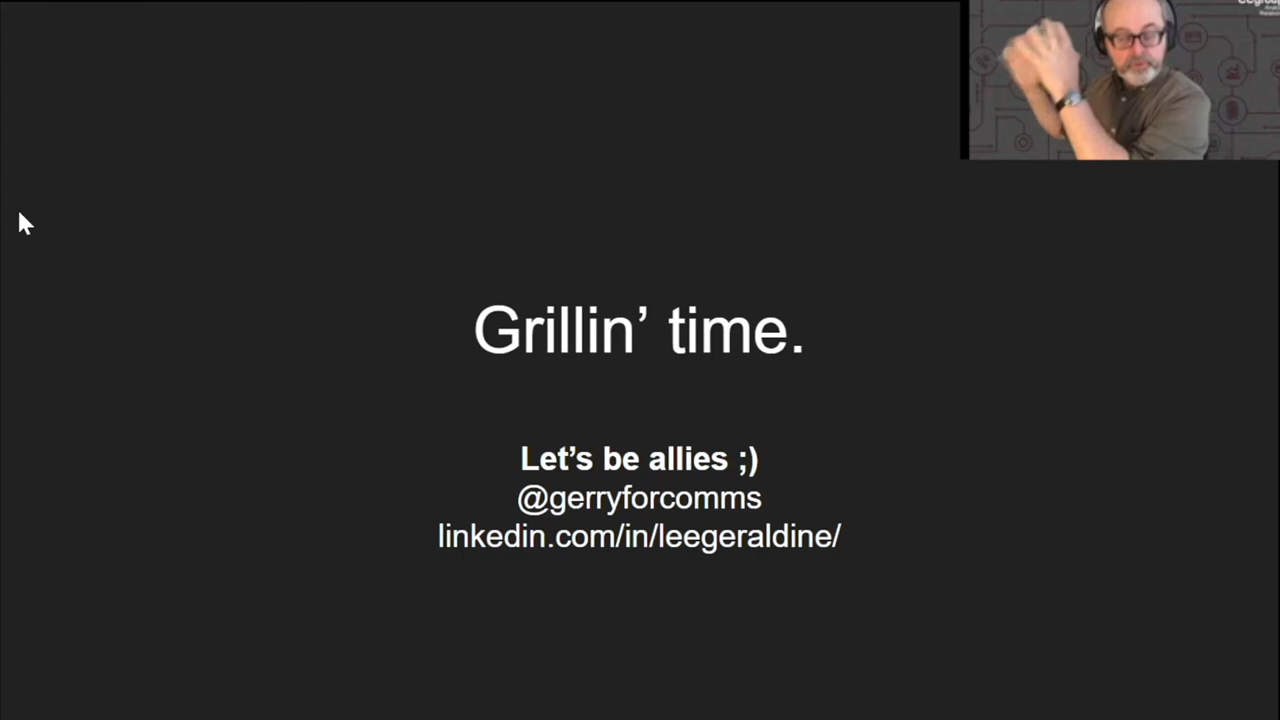 Grillin’ time.
Let’s be allies ;)
@gerryforcomms
linkedin.com/in/leegeraldine/